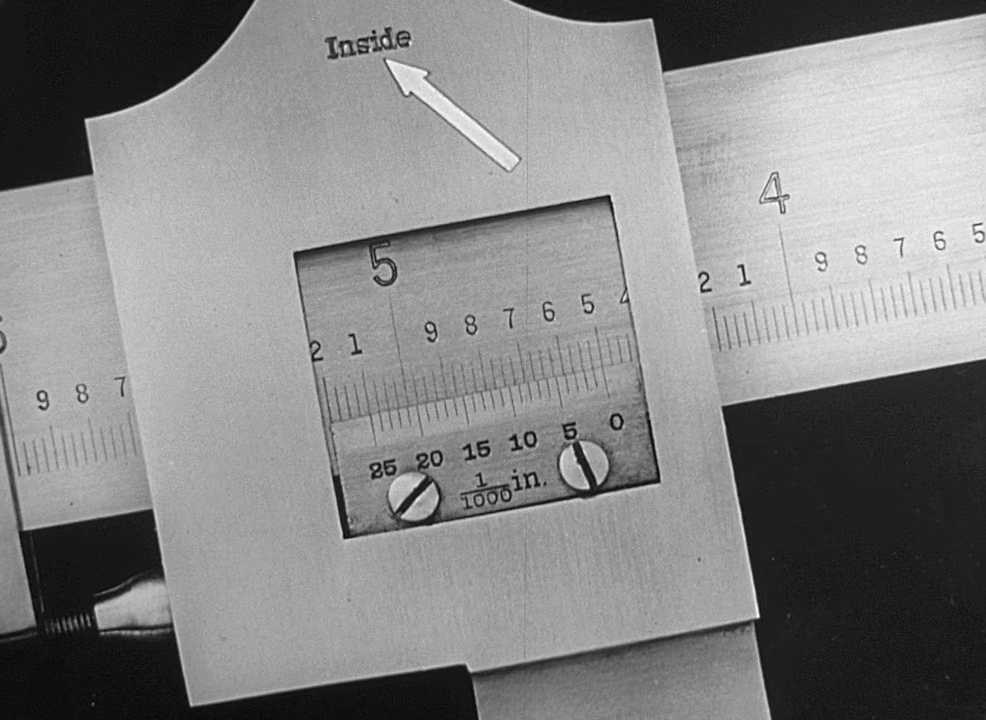 Inside
4
5
2 1 9 8 7 6 5
2 1 9 8 7 6 5 4
9 8 7
25 20 15 10 5 0
1/1000 in.